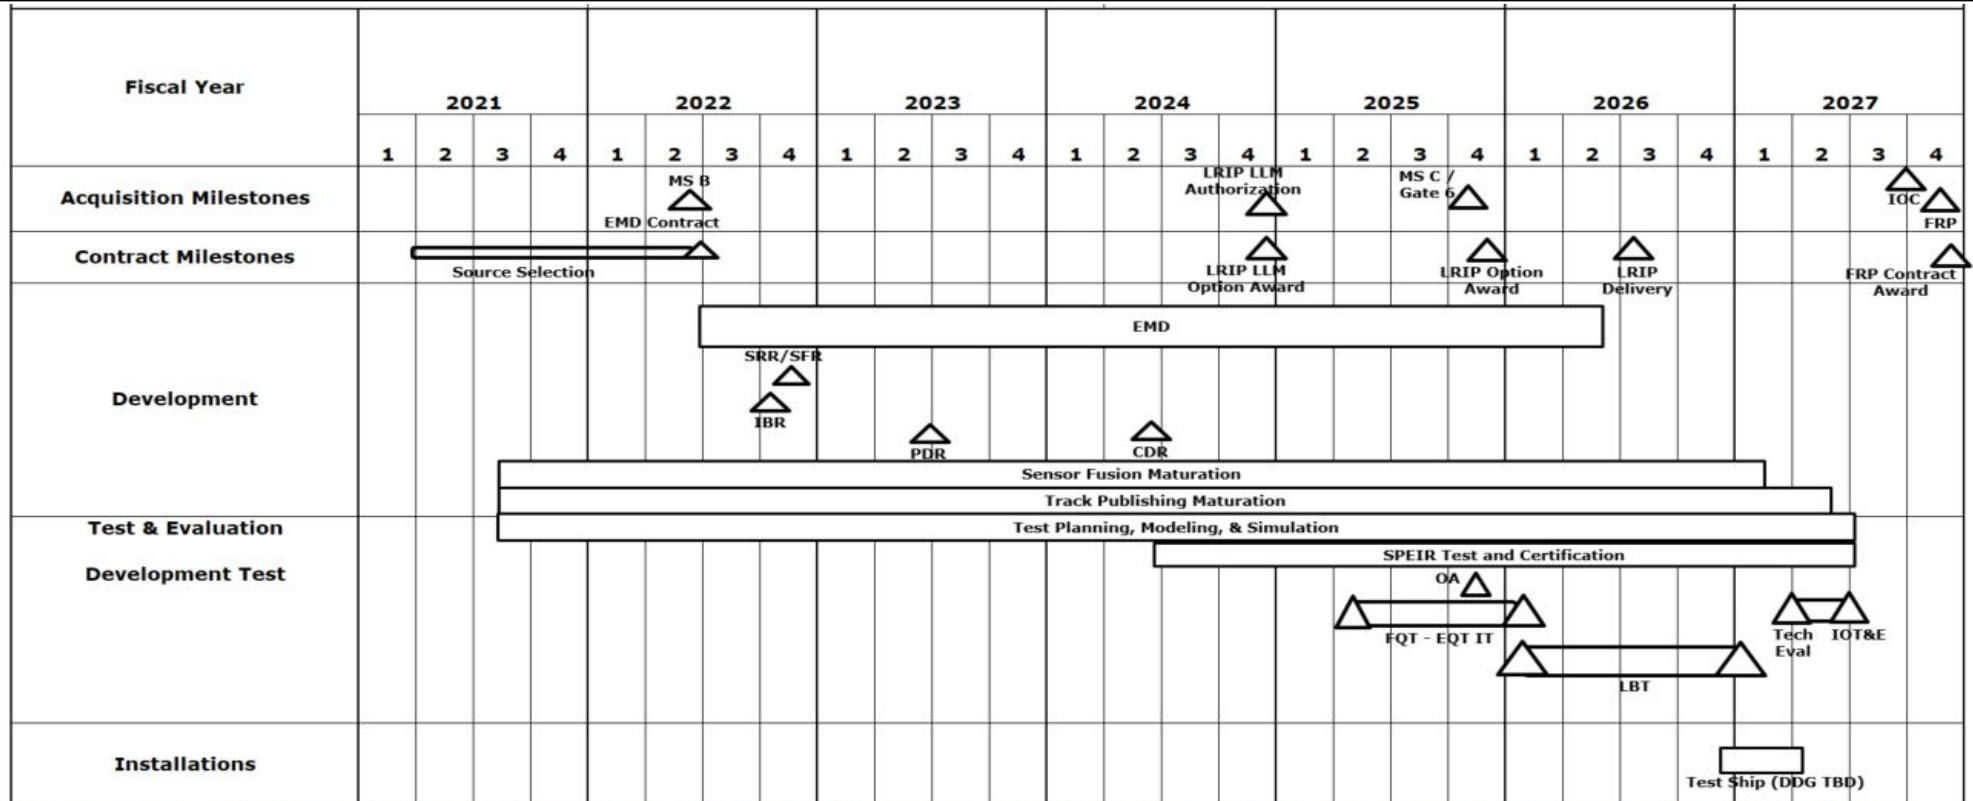 Fiscal Year
2021 2022 2023 2024 2025 2026 2027
1 2 3 4 1 2 3 4 1 2 3 4 1 2 3 4 1 2 3 4 1 2 3 4 1 2 3 4
Acquisition Milestones
MS B
LRIP LLM
Authorization
MS C /
Gate 6
IOC
FRP
EMD Contract
Contract Milestones
Source Selection
LRIP LLM
Option Award
LRIP Option
Award
LRIP
Delivery
FRP Contract
Award
Development
EMD
SRR/SFR
IBR
PDR
CDR
Sensor Fusion Maturation
Track Publishing Maturation
Test & Evaluation
Test Planning, Modeling, & Simulation
Development Test
SPEIR Test and Certification
OA
FQT - EQT IT
Tech
Eval
IOT&E
LBT
Installations
Test Ship (DDG TBD)